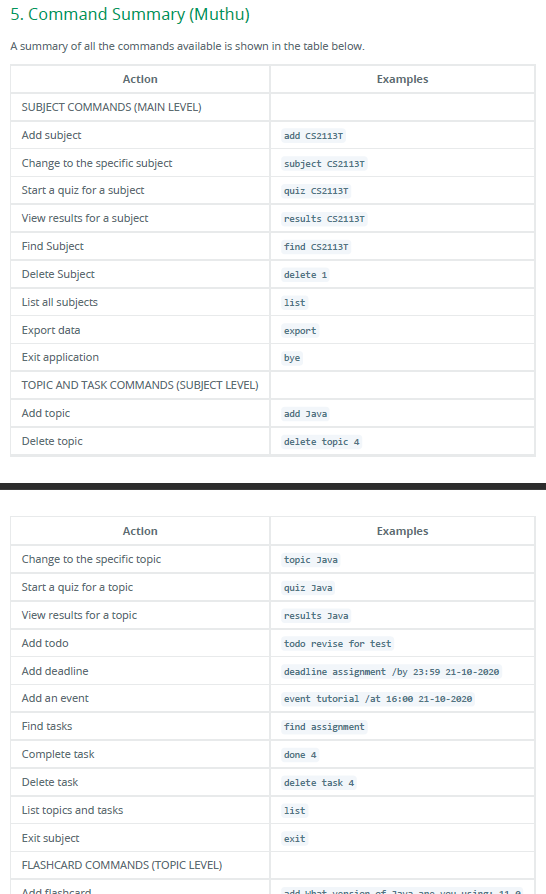 5. Command Summary (Muthu)
A summary of all the commands available is shown in the table below.
Action Examples
SUBJECT COMMANDS (MAIN LEVEL)
Add subject add CS2113T
Change to the specific subject subject CS2113T
Start a quiz for a subject quiz CS2113T
View results for a subject results CS2113T
Find Subject find CS2113T
Delete Subject delete 1
List all subjects list
Export data export
Exit application bye
TOPIC AND TASK COMMANDS (SUBJECT LEVEL)
Add topic add Java
Delete topic delete topic 4
Action Examples
Change to the specific topic topic Java
Start a quiz for a topic quiz Java
View results for a topic results Java
Add todo todo revise for test
Add deadline deadline assignment /by 23:59 21-10-2020
Add an event event tutorial /at 16:00 21-10-2020
Find tasks find assignment
Complete task done 4
Delete task delete task 4
List topics and tasks list
Exit subject exit
FLASHCARD COMMANDS (TOPIC LEVEL)
Add flashcard add What version of Java are you using?